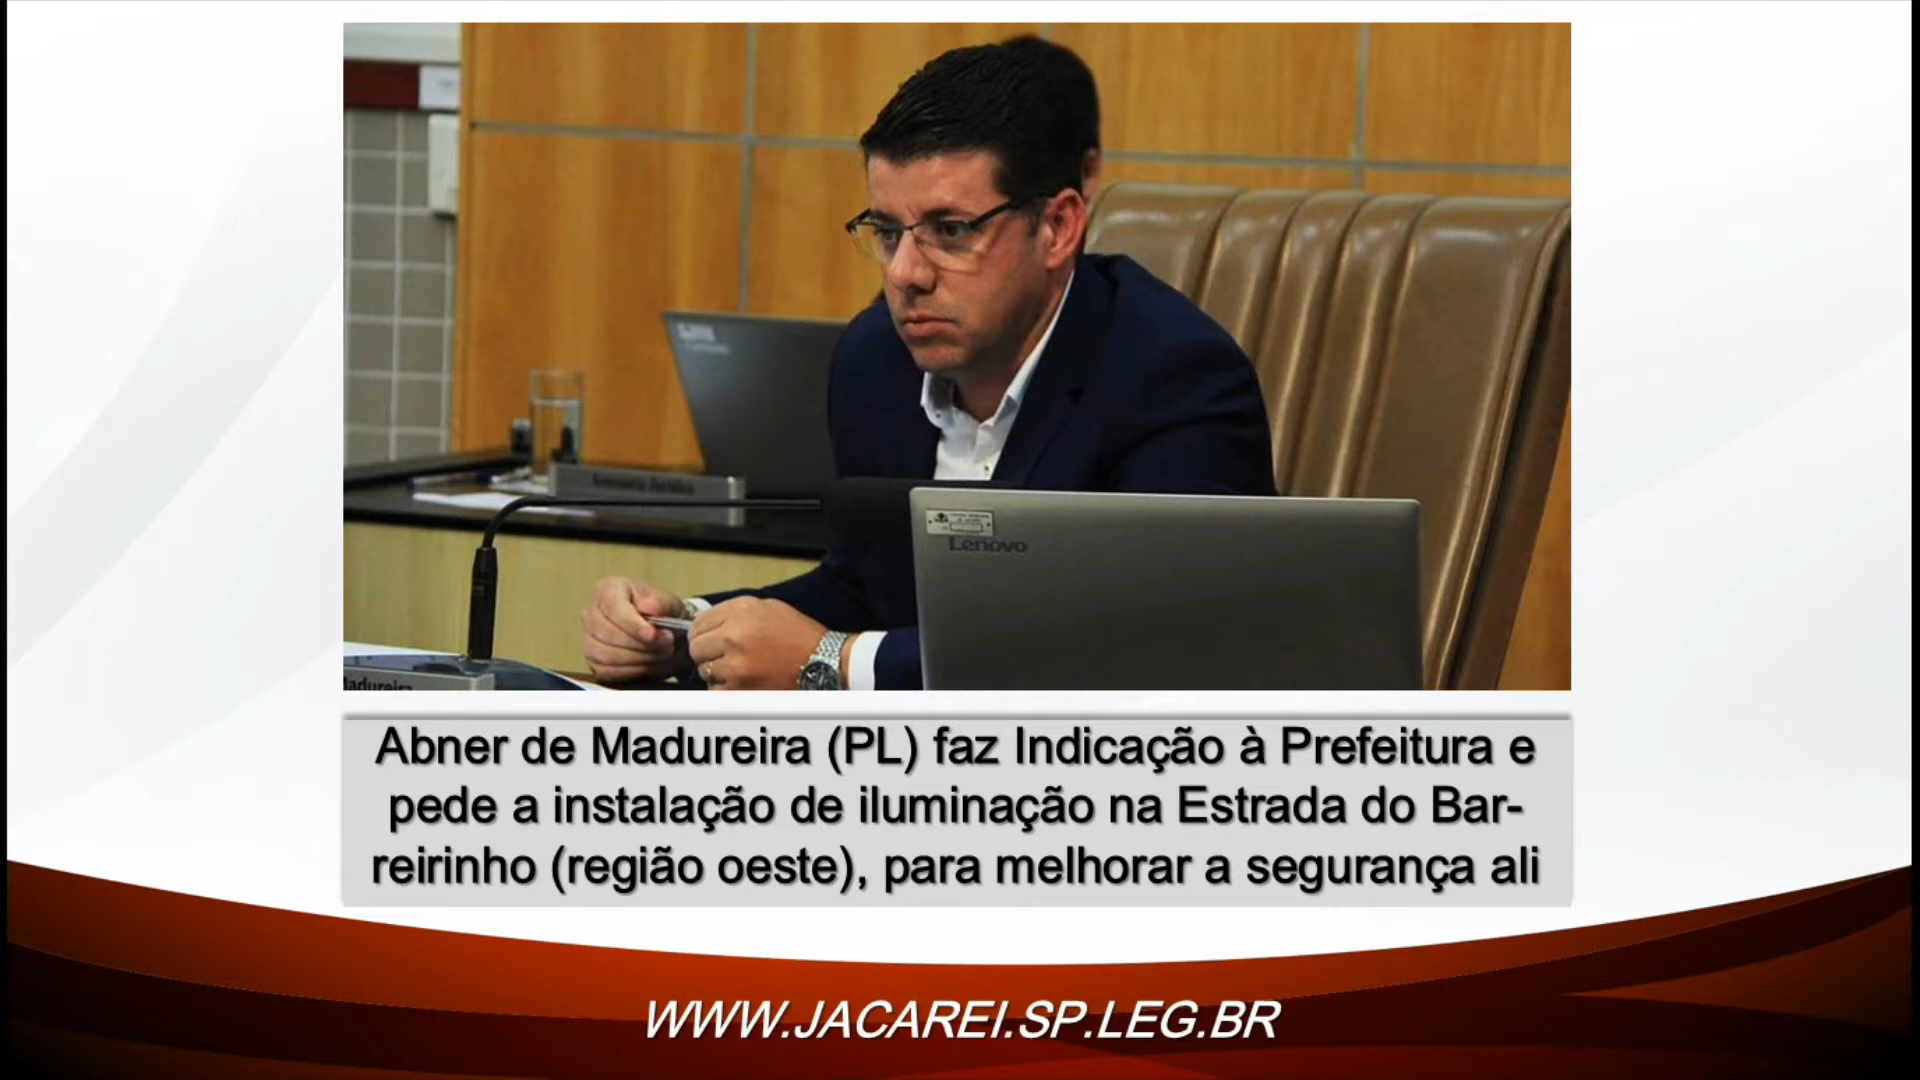 Lenovo
Madureira
Abner de Madureira (PL) faz Indicação à Prefeitura e
pede a instalação de iluminação na Estrada do Bar-
reirinho (região oeste), para melhorar a segurança ali
WWW.JACAREI.SP.LEG.BR